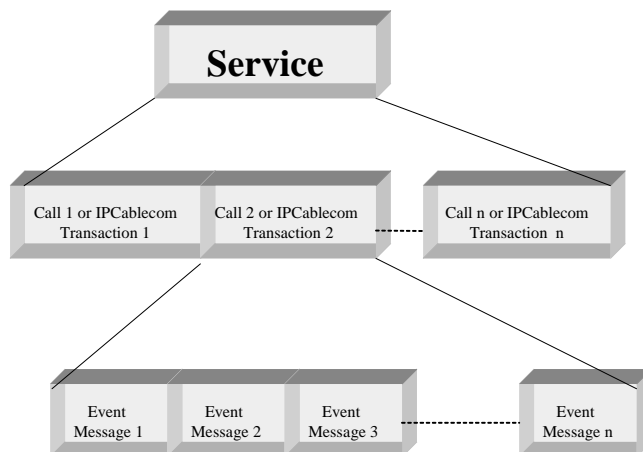 Service
Call 1 or IPCablecom
Transaction 1
Call 2 or IPCablecom
Transaction 2
Call n or IPCablecom
Transaction n
Event
Message 1
Event
Message 2
Event
Message 3
Event
Message n